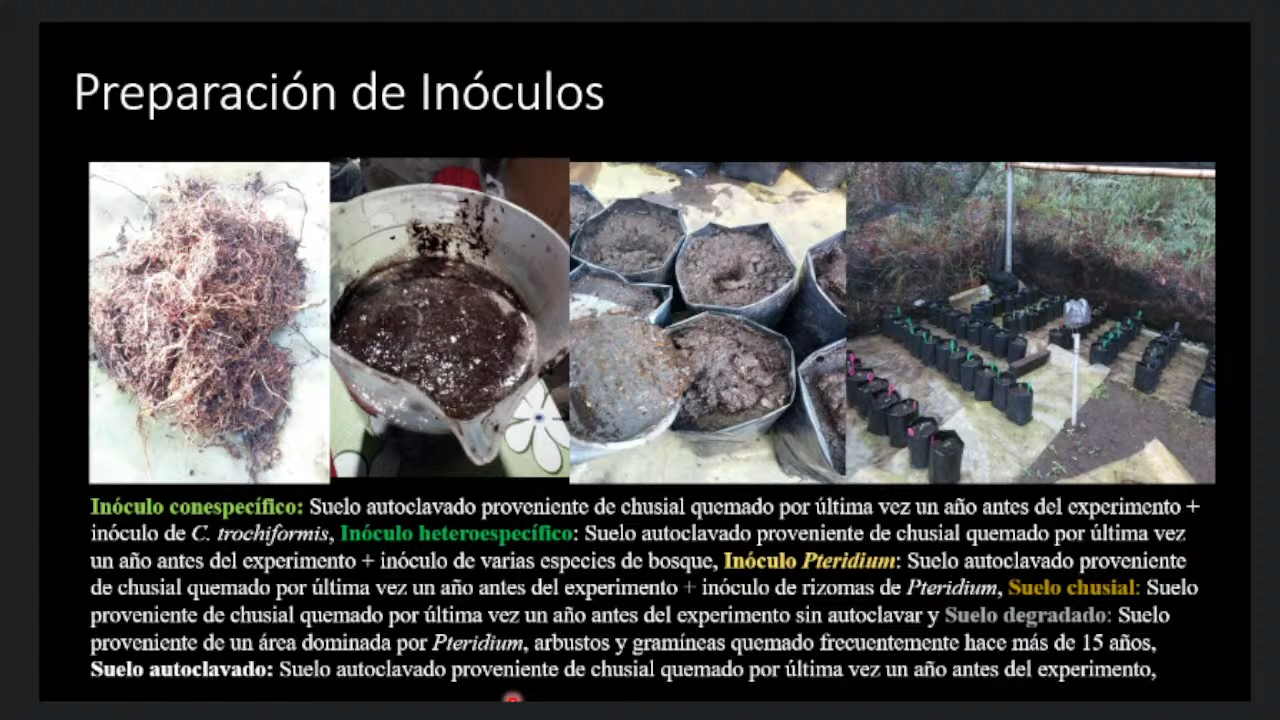 Preparación de Inóculos
Inóculo conespecífico: Suelo autoclavado proveniente de chusial quemado por última vez un año antes del experimento +
inóculo de C. trochiformis, Inóculo heteroespecífico: Suelo autoclavado proveniente de chusial quemado por última vez
un año antes del experimento + inóculo de varias especies de bosque, Inóculo Pteridium: Suelo autoclavado proveniente
de chusial quemado por última vez un año antes del experimento + inóculo de rizomas de Pteridium, Suelo chusial: Suelo
proveniente de chusial quemado por última vez un año antes del experimento sin autoclavar y Suelo degradado: Suelo
proveniente de un área dominada por Pteridium, arbustos y gramíneas quemado frecuentemente hace más de 15 años,
Suelo autoclavado: Suelo autoclavado proveniente de chusial quemado por última vez un año antes del experimento,